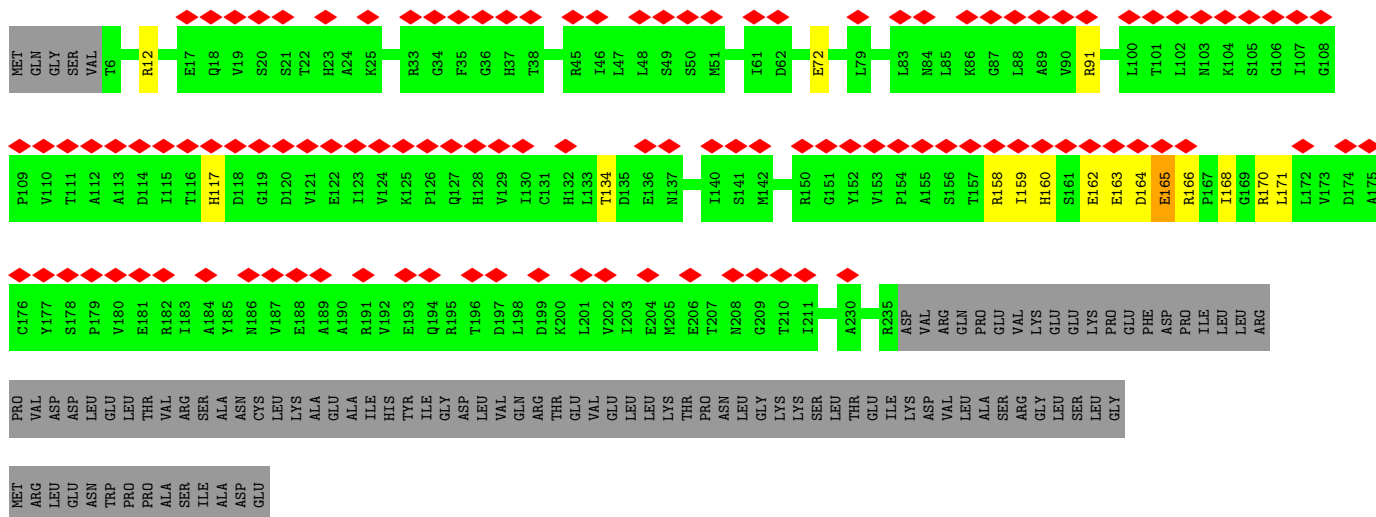 MET GLN GLY SER VAL T6 R12 E17 Q18 V19 S20 S21 T22 H23 A24 K25 R33 G34 F35 G36 H37 T38 R45 I46 L47 L48 S49 S50 M51 I61 D62 E72 L79 L83 N84 L85 K86 G87 L88 A89 V90 R91 L100 T101 L102 N103 K104 S105 G106 I107 G108
P109 V110 T111 A112 A113 D114 I115 T116 H117 D118 G119 D120 V121 E122 I123 V124 K125 P126 Q127 H128 V129 I130 C131 H132 L133 T134 D135 E136 N137 I140 S141 M142 R150 G151 Y152 V153 P154 A155 S156 T157 R158 I159 H160 S161 E162 E163 D164 E165 R166 P167 I168 G169 R170 L171 L172 V173 D174 A175
C176 Y177 S178 P179 V180 E181 R182 I183 A184 Y185 N186 V187 E188 A189 A190 R191 V192 E193 Q194 R195 T196 D197 L198 D199 K200 L201 V202 I203 E204 M205 E206 T207 N208 G209 T210 I211 A230 R235 ASP VAL ARG GLN PRO GLU VAL LYS GLU GLU LYS PRO GLU PHE ASP PRO ILE LEU LEU ARG
PRO VAL ASP ASP LEU GLU LEU THR VAL ARG SER ALA ASN CYS LEU LYS ALA GLU ALA ILE HIS TYR ILE GLY ASP LEU VAL GLN ARG THR GLU VAL GLU LEU LEU LYS THR PRO ASN LEU GLY LYS LYS SER LEU THR GLU ILE LYS ASP VAL LEU ALA SER ARG GLY LEU SER LEU GLY
MET ARG LEU GLU ASN TRP PRO PRO ALA SER ILE ALA ASP GLU